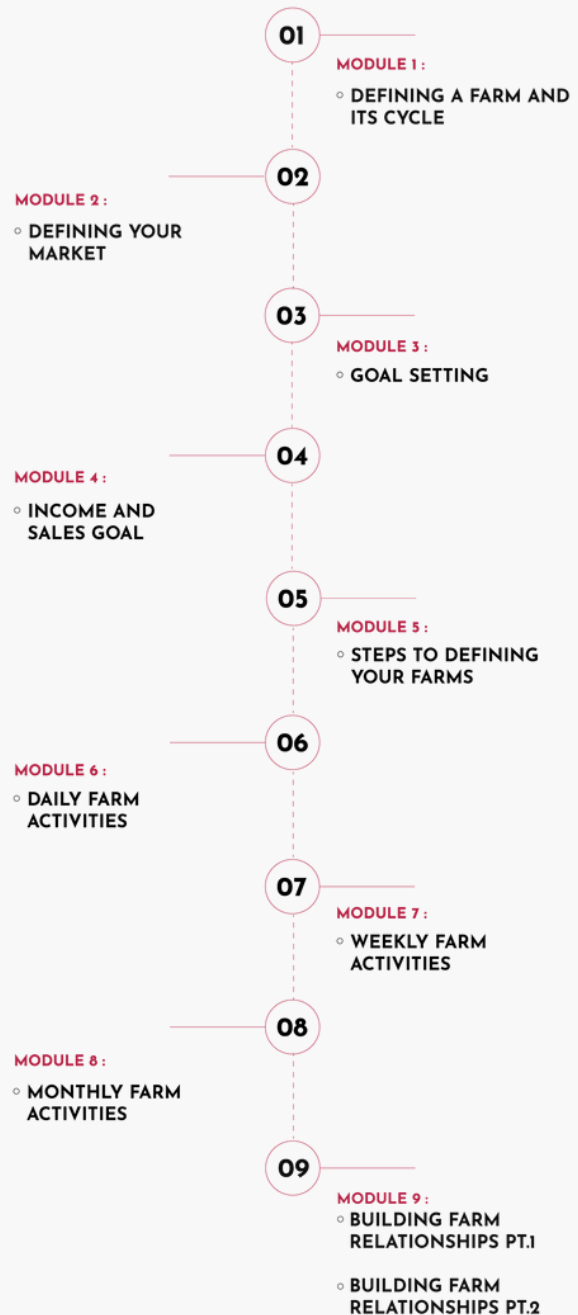 01
MODULE 1 :
DEFINING A FARM AND
ITS CYCLE
02
MODULE 2 :
DEFINING YOUR
MARKET
03
MODULE 3 :
GOAL SETTING
04
MODULE 4 :
INCOME AND
SALES GOAL
05
MODULE 5 :
STEPS TO DEFINING
YOUR FARMS
06
MODULE 6 :
DAILY FARM
ACTIVITIES
07
MODULE 7 :
WEEKLY FARM
ACTIVITIES
08
MODULE 8 :
MONTHLY FARM
ACTIVITIES
09
MODULE 9 :
BUILDING FARM
RELATIONSHIPS PT.1
BUILDING FARM
RELATIONSHIPS PT.2